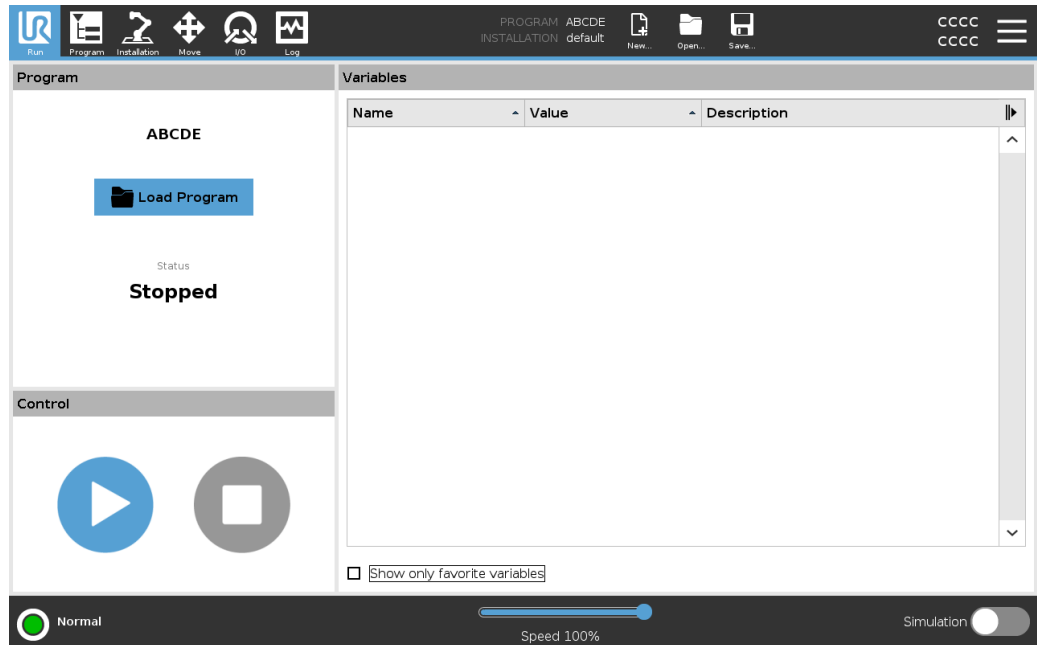 UR
Run
Program
Installation
Move
I/O
Log
PROGRAM ABCDE
INSTALLATION default
New...
Open...
Save...
CCCC
CCCC
Program
ABCDE
Load Program
Status
Stopped
Control
Variables
Name Value Description
Show only favorite variables
Normal
Speed 100%
Simulation